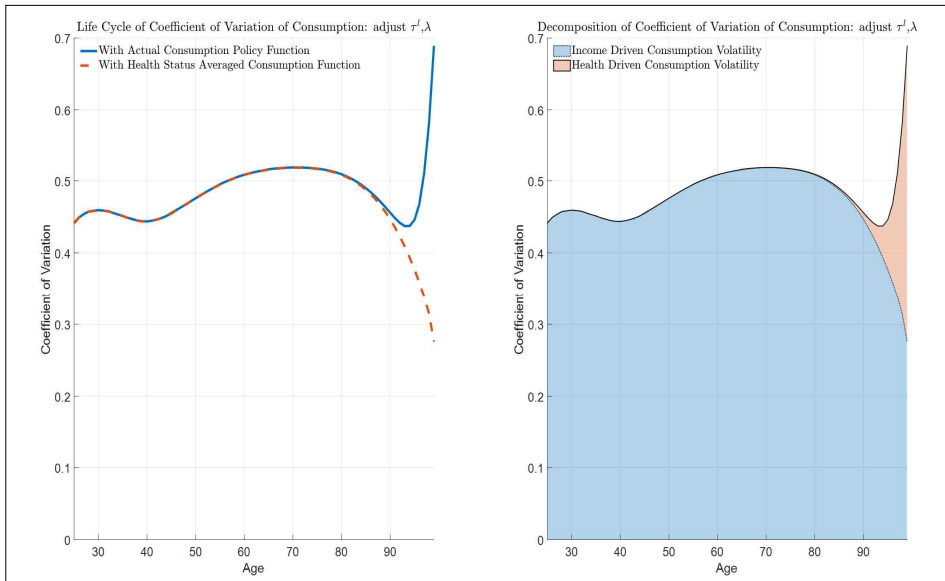 Life Cycle of Coefficient of Variation of Consumption: adjust τˡ,λ
0.7
With Actual Consumption Policy Function
With Health Status Averaged Consumption Function
0.6
0.5
0.4
0.3
0.2
0.1
0
Coefficient of Variation
30 40 50 60 70 80 90
Age
Decomposition of Coefficient of Variation of Consumption: adjust τˡ,λ
0.7
Income Driven Consumption Volatility
Health Driven Consumption Volatility
0.6
0.5
0.4
0.3
0.2
0.1
0
Coefficient of Variation
30 40 50 60 70 80 90
Age